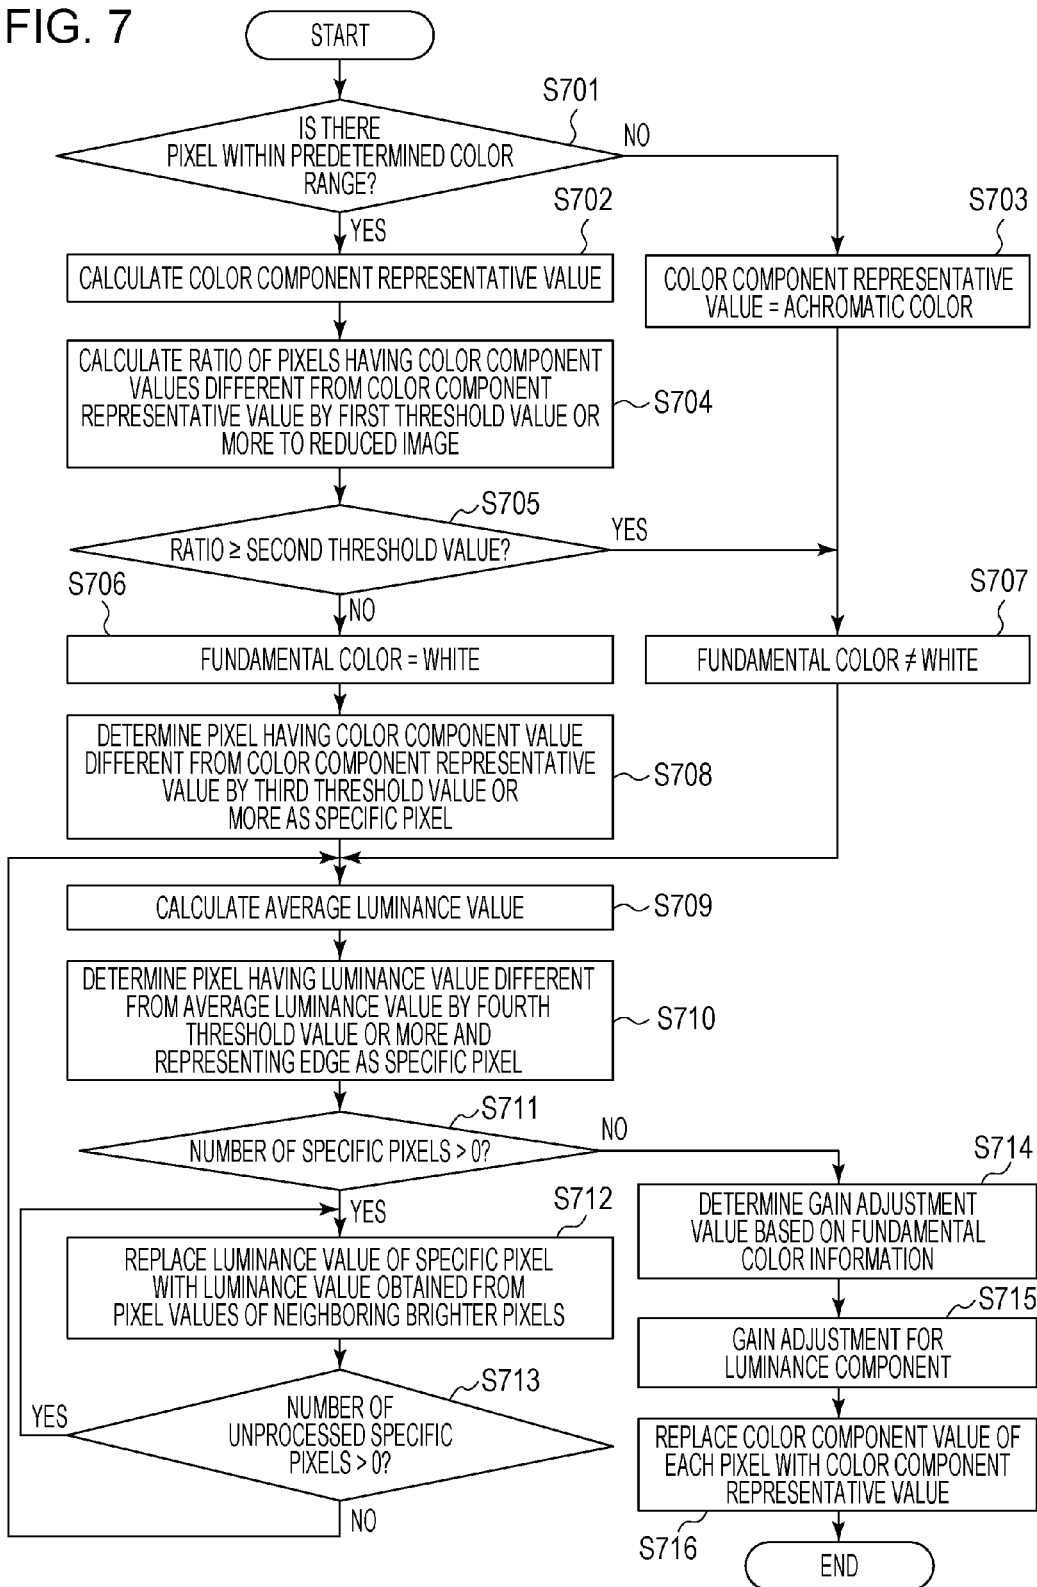 FIG. 7
START
S701
IS THERE
PIXEL WITHIN PREDETERMINED COLOR
RANGE?
NO
YES
S702
CALCULATE COLOR COMPONENT REPRESENTATIVE VALUE
S703
COLOR COMPONENT REPRESENTATIVE
VALUE = ACHROMATIC COLOR
CALCULATE RATIO OF PIXELS HAVING COLOR COMPONENT
VALUES DIFFERENT FROM COLOR COMPONENT
REPRESENTATIVE VALUE BY FIRST THRESHOLD VALUE OR
MORE TO REDUCED IMAGE
S704
S705
RATIO ≥ SECOND THRESHOLD VALUE?
YES
NO
S706
FUNDAMENTAL COLOR = WHITE
S707
FUNDAMENTAL COLOR ≠ WHITE
DETERMINE PIXEL HAVING COLOR COMPONENT VALUE
DIFFERENT FROM COLOR COMPONENT REPRESENTATIVE
VALUE BY THIRD THRESHOLD VALUE OR
MORE AS SPECIFIC PIXEL
S708
CALCULATE AVERAGE LUMINANCE VALUE
S709
DETERMINE PIXEL HAVING LUMINANCE VALUE DIFFERENT
FROM AVERAGE LUMINANCE VALUE BY FOURTH
THRESHOLD VALUE OR MORE AND
REPRESENTING EDGE AS SPECIFIC PIXEL
S710
S711
NUMBER OF SPECIFIC PIXELS > 0?
NO
YES
S712
REPLACE LUMINANCE VALUE OF SPECIFIC PIXEL
WITH LUMINANCE VALUE OBTAINED FROM
PIXEL VALUES OF NEIGHBORING BRIGHTER PIXELS
S713
NUMBER OF
UNPROCESSED SPECIFIC
PIXELS > 0?
YES
NO
S714
DETERMINE GAIN ADJUSTMENT
VALUE BASED ON FUNDAMENTAL
COLOR INFORMATION
S715
GAIN ADJUSTMENT FOR
LUMINANCE COMPONENT
REPLACE COLOR COMPONENT VALUE OF
EACH PIXEL WITH COLOR COMPONENT
REPRESENTATIVE VALUE
S716
END